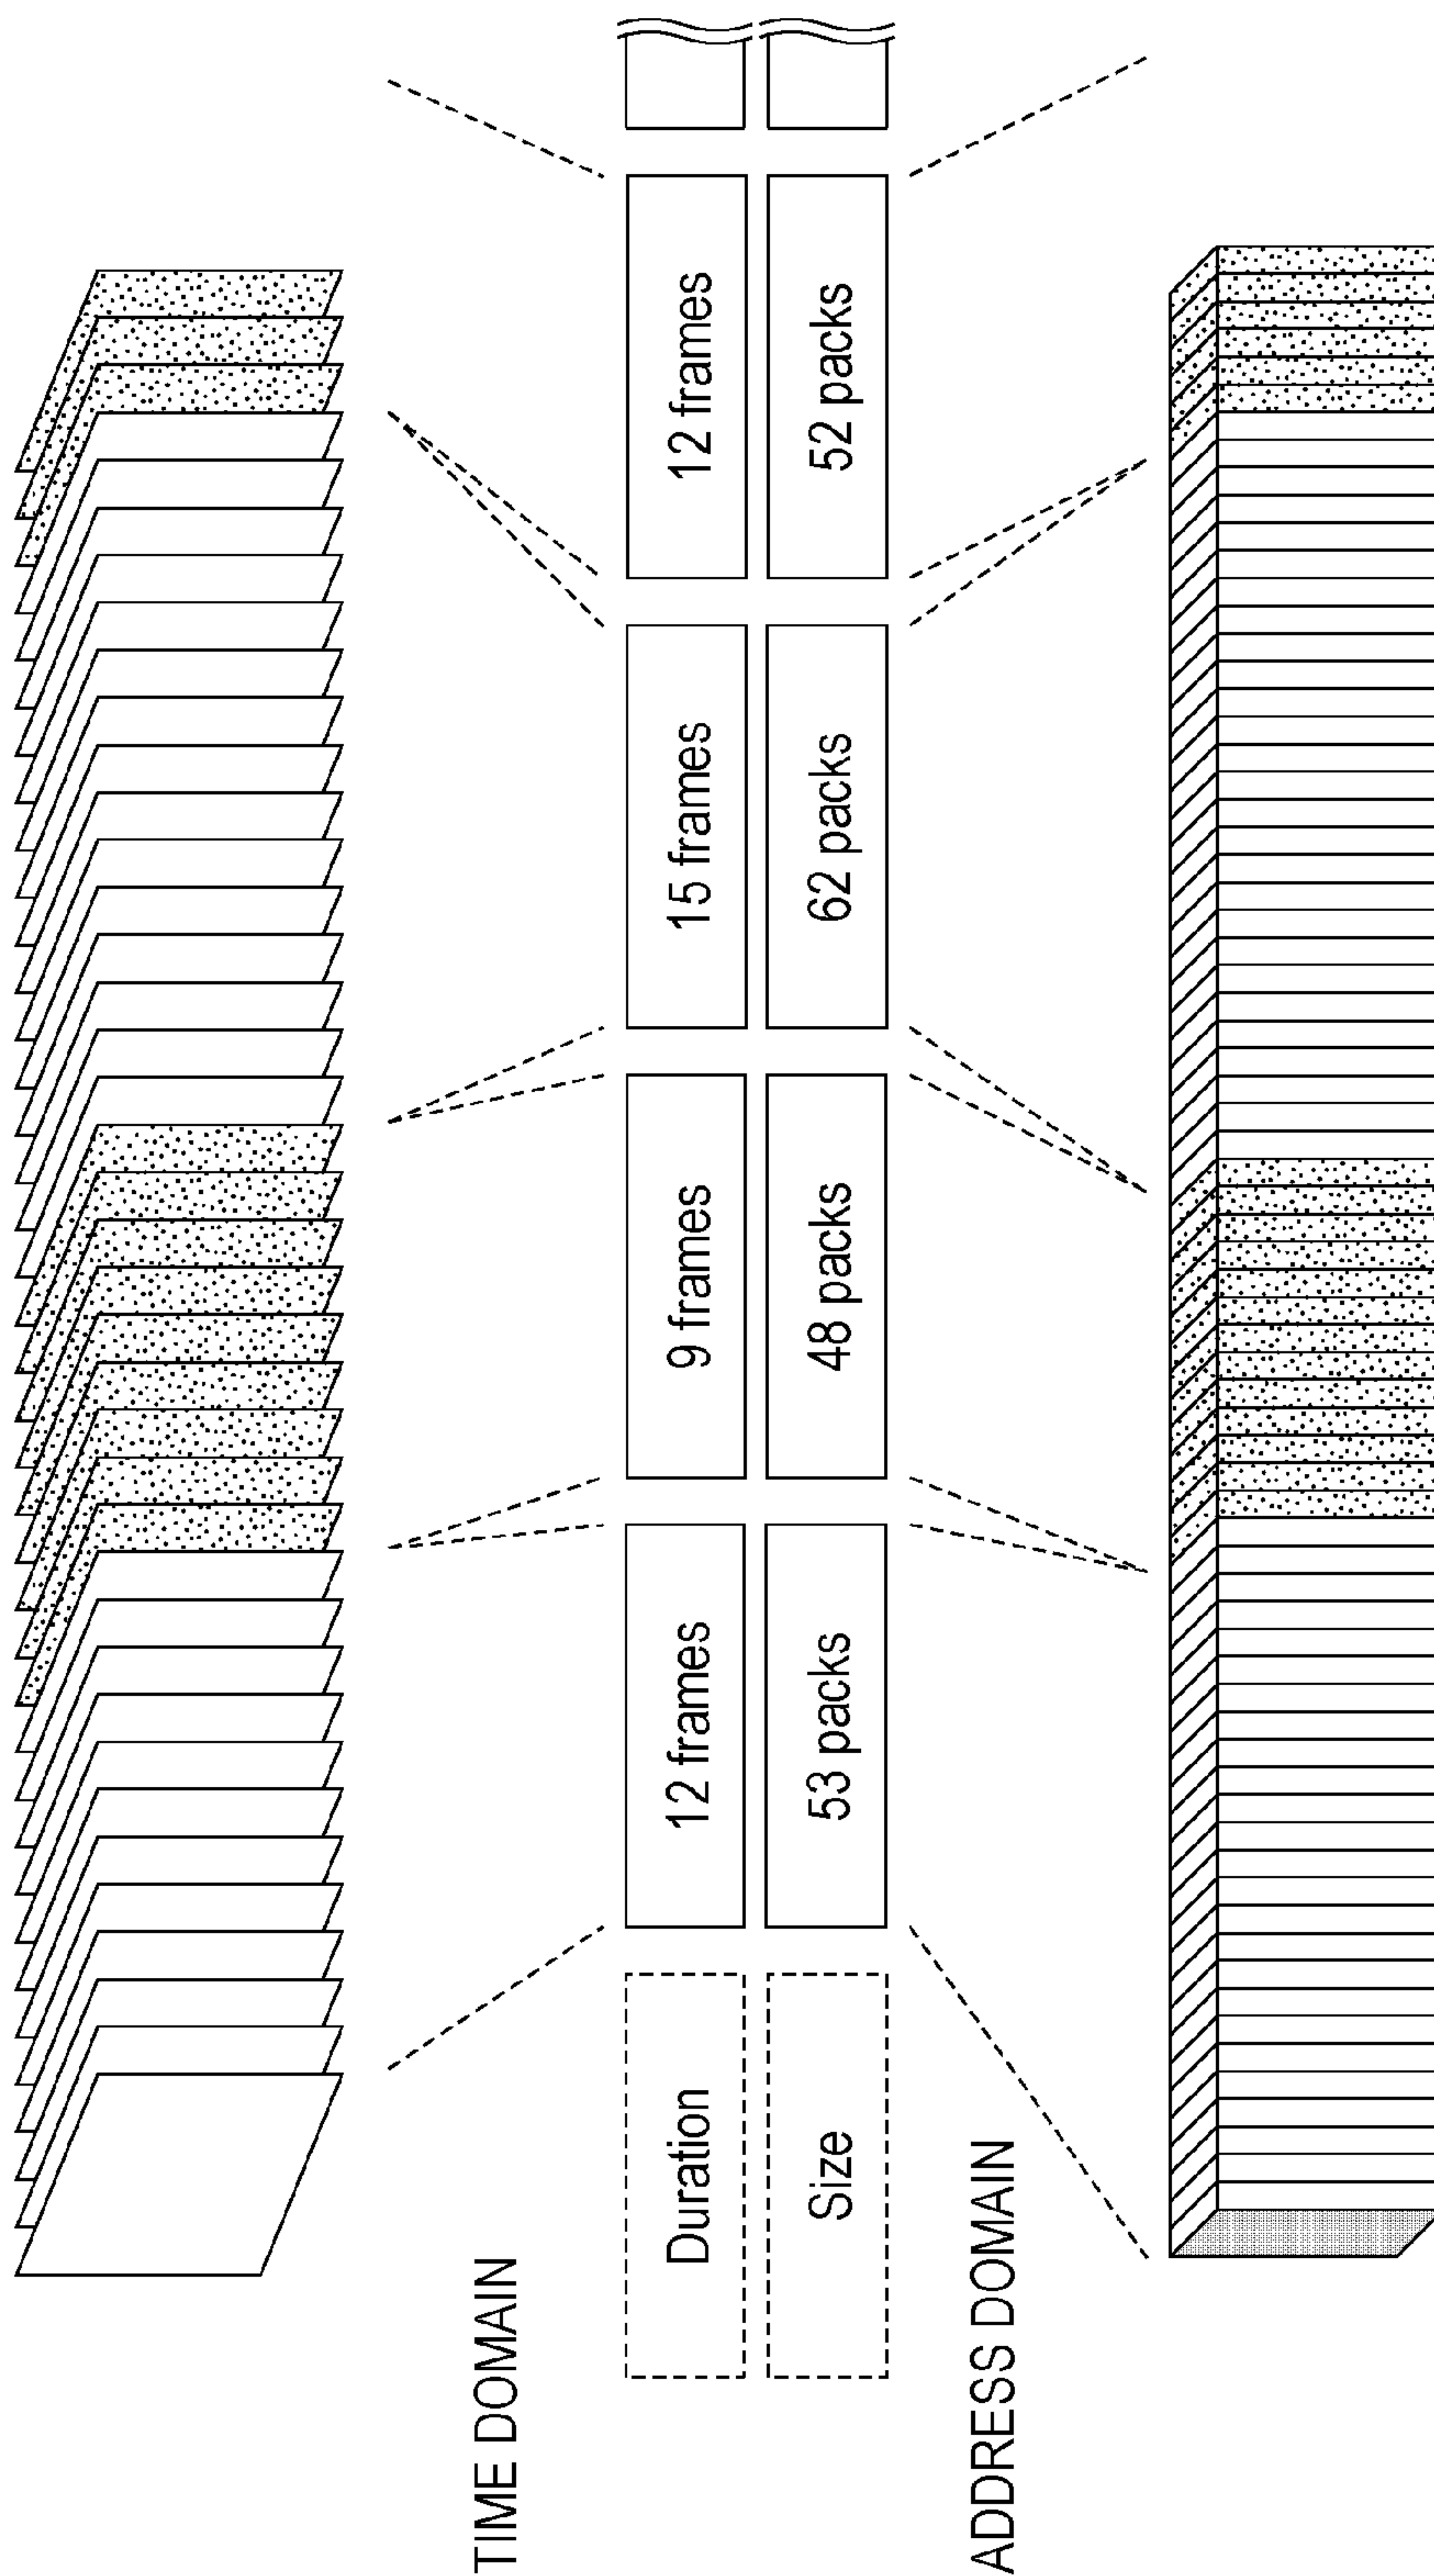 TIME DOMAIN
Duration
12 frames
9 frames
15 frames
12 frames
Size
53 packs
48 packs
62 packs
52 packs
ADDRESS DOMAIN